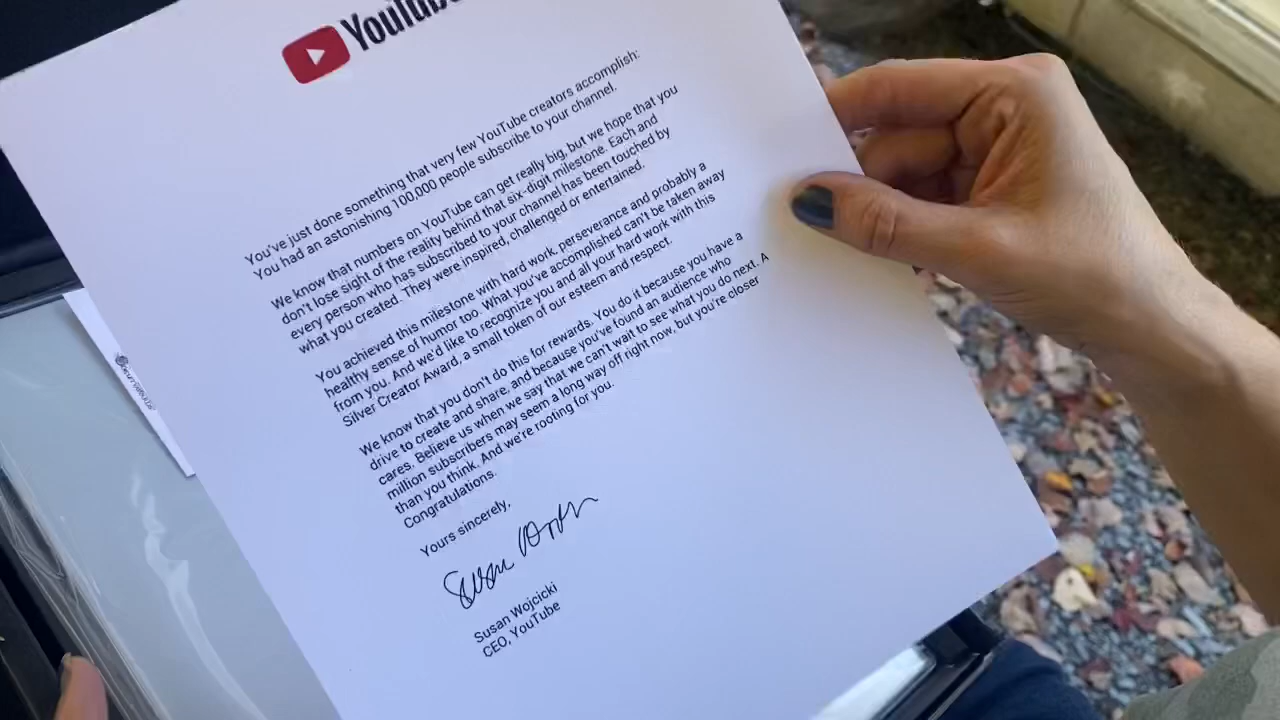 YouTube
You've just done something that very few YouTube creators accomplish:
You had an astonishing 100,000 people subscribe to your channel.
We know that numbers on YouTube can get really big, but we hope that you
don't lose sight of the reality behind that six-digit milestone. Each and
every person who has subscribed to your channel has been touched by
what you created. They were inspired, challenged or entertained.
You achieved this milestone with hard work, perseverance and probably a
healthy sense of humor too. What you've accomplished can't be taken away
from you. And we'd like to recognize you and all your hard work with this
Silver Creator Award, a small token of our esteem and respect.
We know that you don't do this for rewards. You do it because you have a
drive to create and share, and because you've found an audience who
cares. Believe us when we say that we can't wait to see what you do next. A
million subscribers may seem a long way off right now, but you're closer
than you think. And we're rooting for you.
Congratulations.
Yours sincerely,
Susan Wojcicki
CEO, YouTube